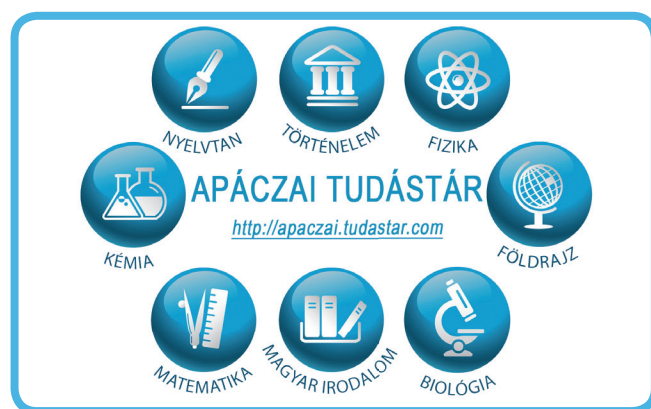 NYELVTAN
TÖRTÉNELEM
FIZIKA
KÉMIA
APÁCZAI TUDÁSTÁR
http://apaczai.tudastar.com
FÖLDRAJZ
MATEMATIKA
MAGYAR IRODALOM
BIOLÓGIA